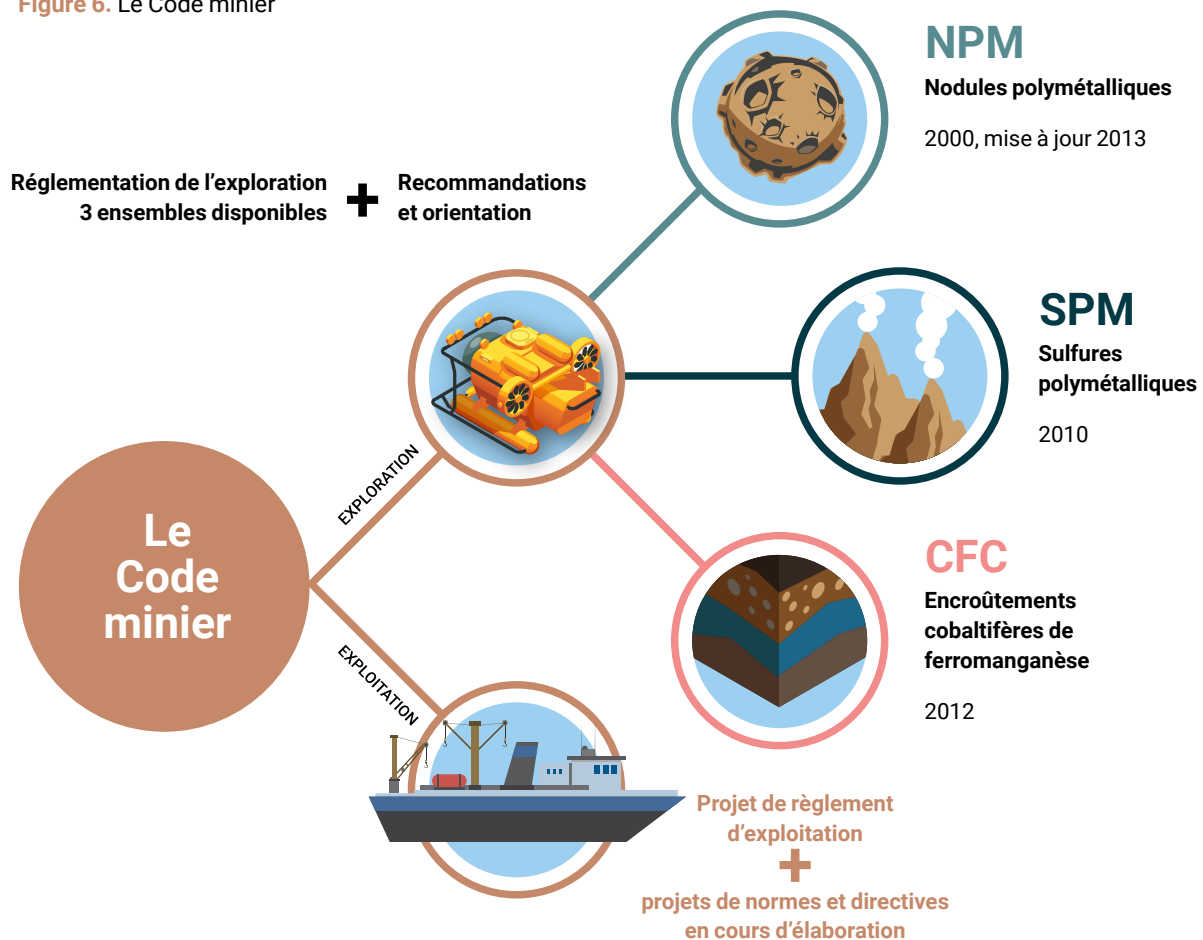 Figure 6. Le Code minier
NPM
Nodules polymétalliques
2000, mise à jour 2013
Réglementation de l’exploration
3 ensembles disponibles
+
Recommandations
et orientation
SPM
Sulfures
polymétalliques
2010
EXPLORATION
Le
Code
minier
EXPLOITATION
CFC
Encroûtements
cobaltifères de
ferromanganèse
2012
Projet de règlement
d’exploitation
+
projets de normes et directives
en cours d’élaboration